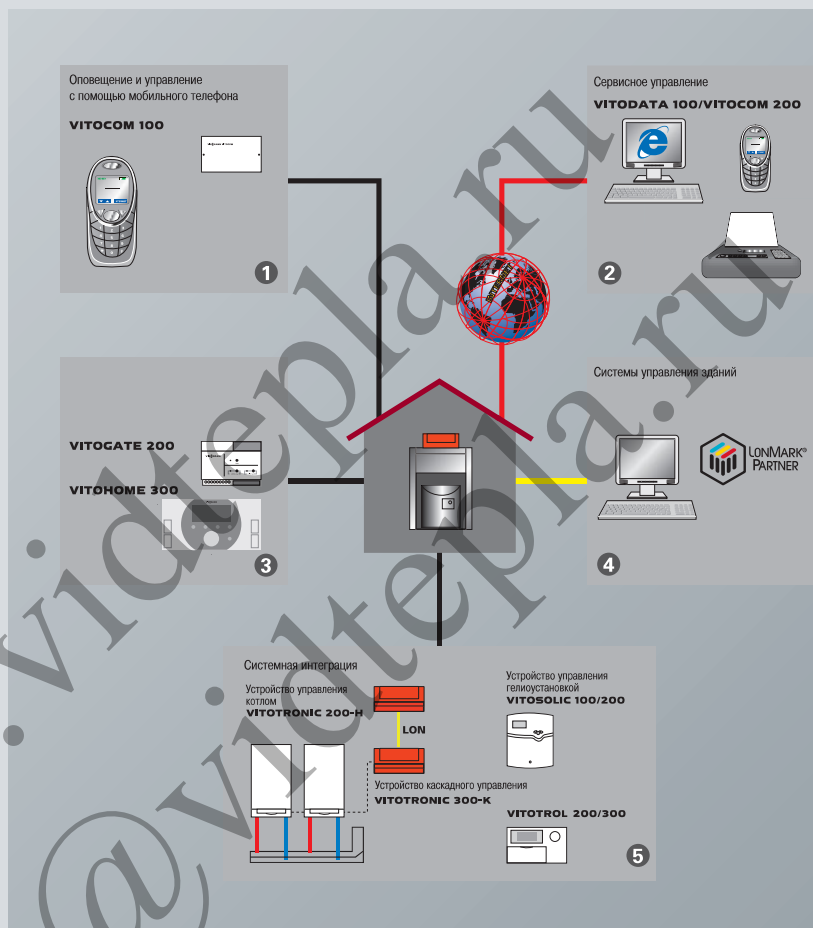 Оповещение и управление
с помощью мобильного телефона
VITOCOM 100
1
Сервисное управление
VITODATA 100/VITOCOM 200
2
VITOGATE 200
VITOHOME 300
3
Системы управления зданий
LONMARK®
PARTNER
4
Системная интеграция
Устройство управления
котлом
VITOTRONIC 200-H
LON
Устройство каскадного управления
VITOTRONIC 300-K
Устройство управления
гелиоустановкой
VITOSOLIC 100/200
VITOTROL 200/300
5
.vidtepla.ru
@vidtepla.ru